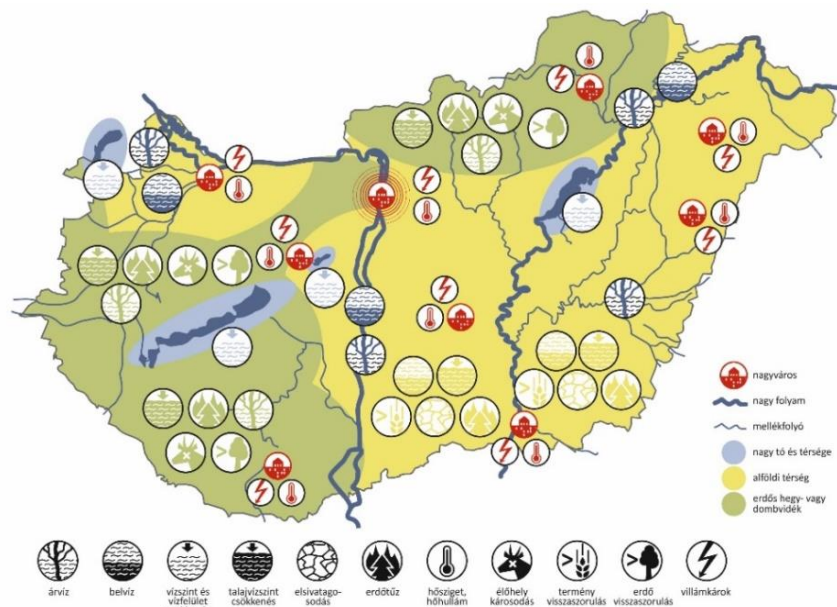 nagyváros
nagy folyam
mellékfolyó
nagy tó és térsége
alföldi térség
erdős hegy- vagy
dombvidék
árvíz
belvíz
vízszint és
vízfelület
talajvízszint
csökkenés
elsivatago-
sodás
erdőtűz
hősziget,
hőhullám
élőhely
károsodás
termény
visszaszorulás
erdő
visszaszorulás
villámkárok